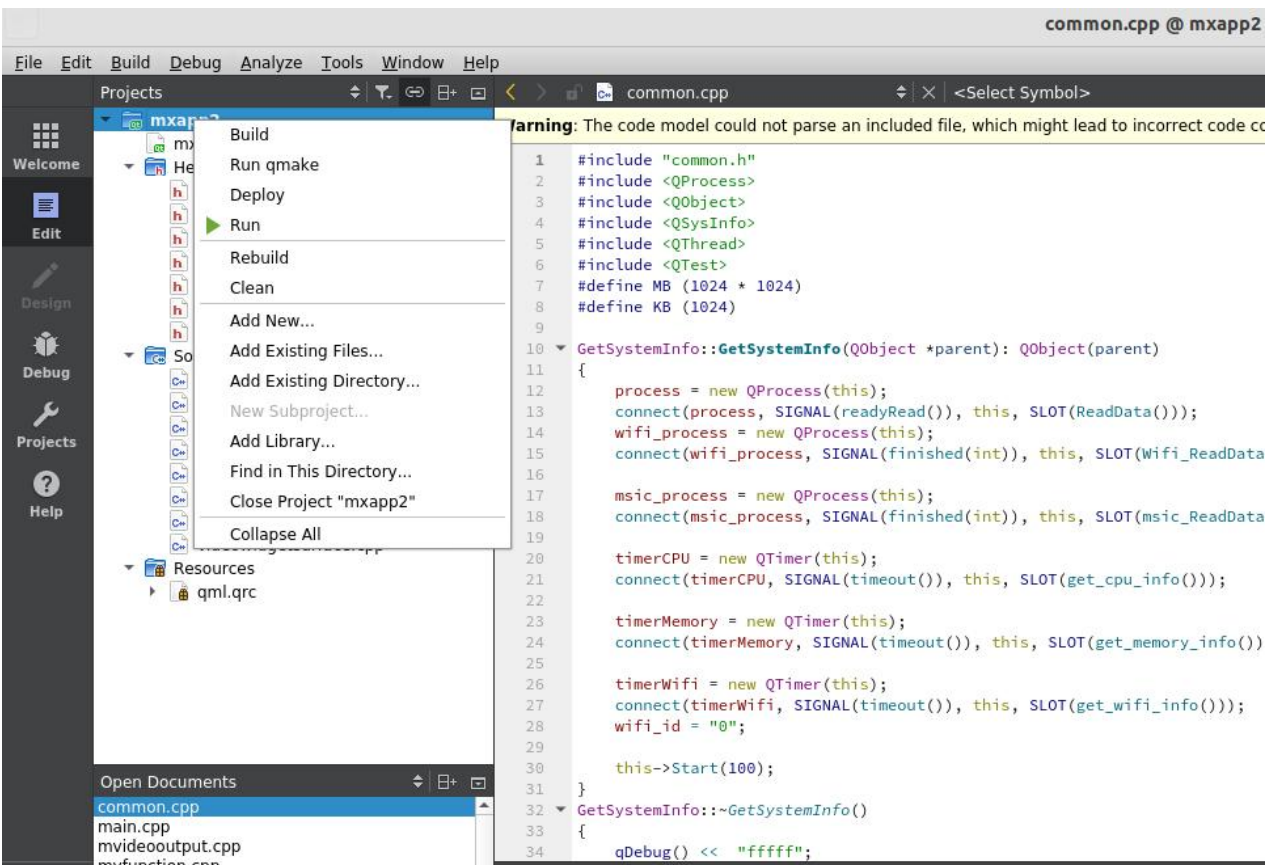 common.cpp @ mxapp2
File Edit Build Debug Analyze Tools Window Help
Projects
common.cpp
<Select Symbol>
Welcome
Edit
Design
Debug
Projects
Help
mxapp2
mx
He
So
Resources
qml.qrc
Build
Run qmake
Deploy
Run
Rebuild
Clean
Add New...
Add Existing Files...
Add Existing Directory...
New Subproject...
Add Library...
Find in This Directory...
Close Project "mxapp2"
Collapse All
Open Documents
common.cpp
main.cpp
mvideooutput.cpp
myfunction.cpp
Warning: The code model could not parse an included file, which might lead to incorrect code co
1 #include "common.h"
2 #include <QProcess>
3 #include <QObject>
4 #include <QSysInfo>
5 #include <QThread>
6 #include <QTest>
7 #define MB (1024 * 1024)
8 #define KB (1024)
9
10 GetSystemInfo::GetSystemInfo(QObject *parent): QObject(parent)
11 {
12 process = new QProcess(this);
13 connect(process, SIGNAL(readyRead()), this, SLOT(ReadData()));
14 wifi_process = new QProcess(this);
15 connect(wifi_process, SIGNAL(finished(int)), this, SLOT(Wifi_ReadData
16
17 msic_process = new QProcess(this);
18 connect(msic_process, SIGNAL(finished(int)), this, SLOT(msic_ReadData
19
20 timerCPU = new QTimer(this);
21 connect(timerCPU, SIGNAL(timeout()), this, SLOT(get_cpu_info()));
22
23 timerMemory = new QTimer(this);
24 connect(timerMemory, SIGNAL(timeout()), this, SLOT(get_memory_info())
25
26 timerWifi = new QTimer(this);
27 connect(timerWifi, SIGNAL(timeout()), this, SLOT(get_wifi_info()));
28 wifi_id = "0";
29
30 this->Start(100);
31 }
32 GetSystemInfo::~GetSystemInfo()
33 {
34 qDebug() << "fffff";